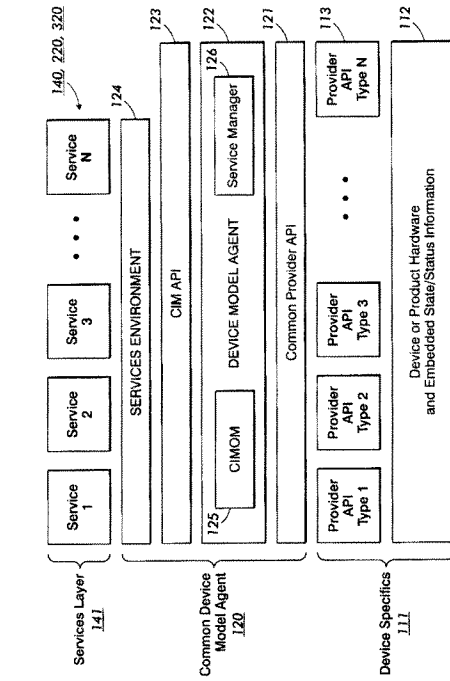 140, 220, 320
Service
1
Service
2
Service
3
• • •
Service
N
Services Layer
141
124
SERVICES ENVIRONMENT
123
CIM API
122
125
CIMOM
DEVICE MODEL AGENT
Service Manager
126
121
Common Provider API
Common Device
Model Agent
120
113
Provider
API
Type 1
Provider
API
Type 2
Provider
API
Type 3
• • •
Provider
API
Type N
112
Device or Product Hardware
and Embedded State/Status Information
Device Specifics
111